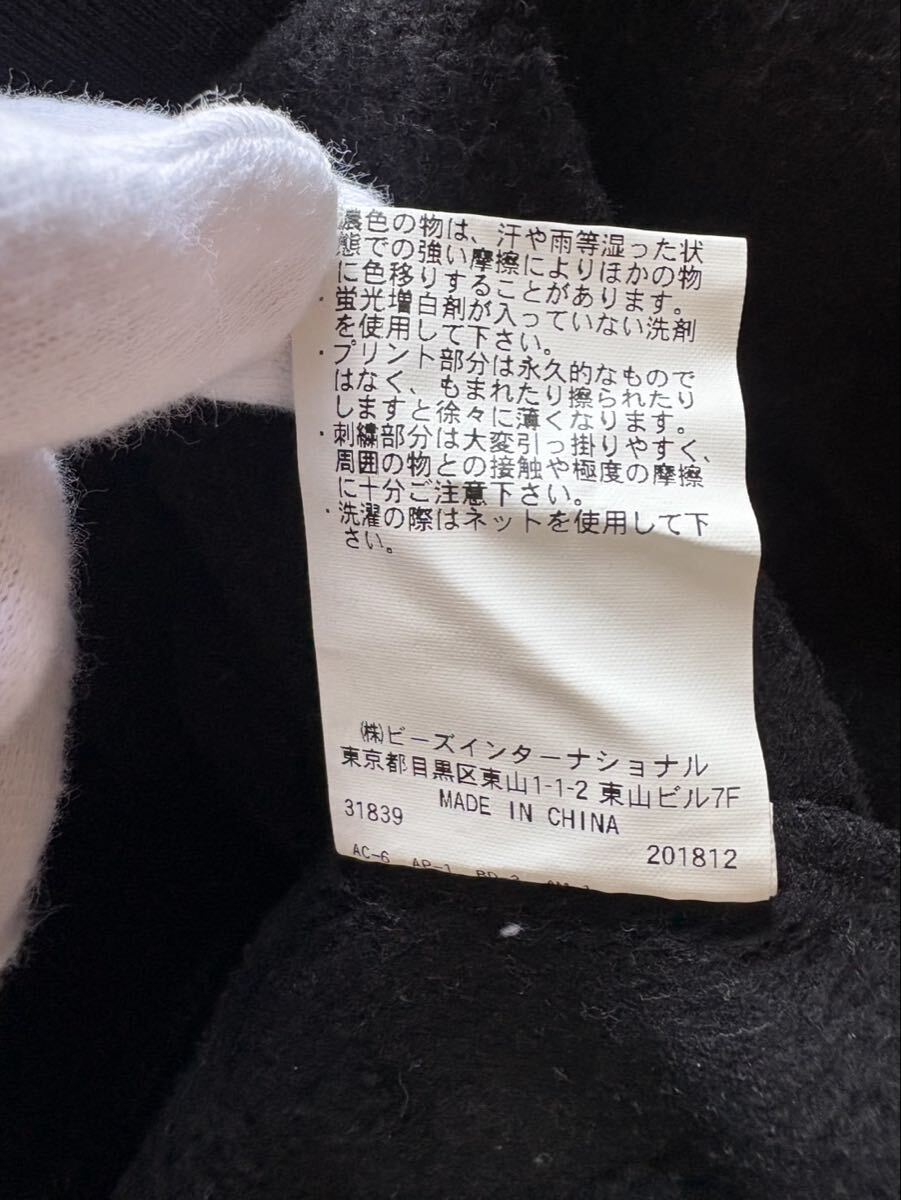 濃色の物は、汗や雨等湿った状
態での強い摩擦によりほかの物
に色移りすることがあります。
・蛍光増白剤が入っていない洗剤
を使用して下さい。
・プリント部分は永久的なもので
はなく、もまれたり擦られたり
しますと徐々に薄くなります。
・刺繍部分は大変引っ掛りやすく、
周囲の物との接触や極度の摩擦
に十分ご注意下さい。
・洗濯の際はネットを使用して下
さい。
㈱ビーズインターナショナル
東京都目黒区東山1-1-2 東山ビル7F
MADE IN CHINA
31839
201812
AC-6 AP-1